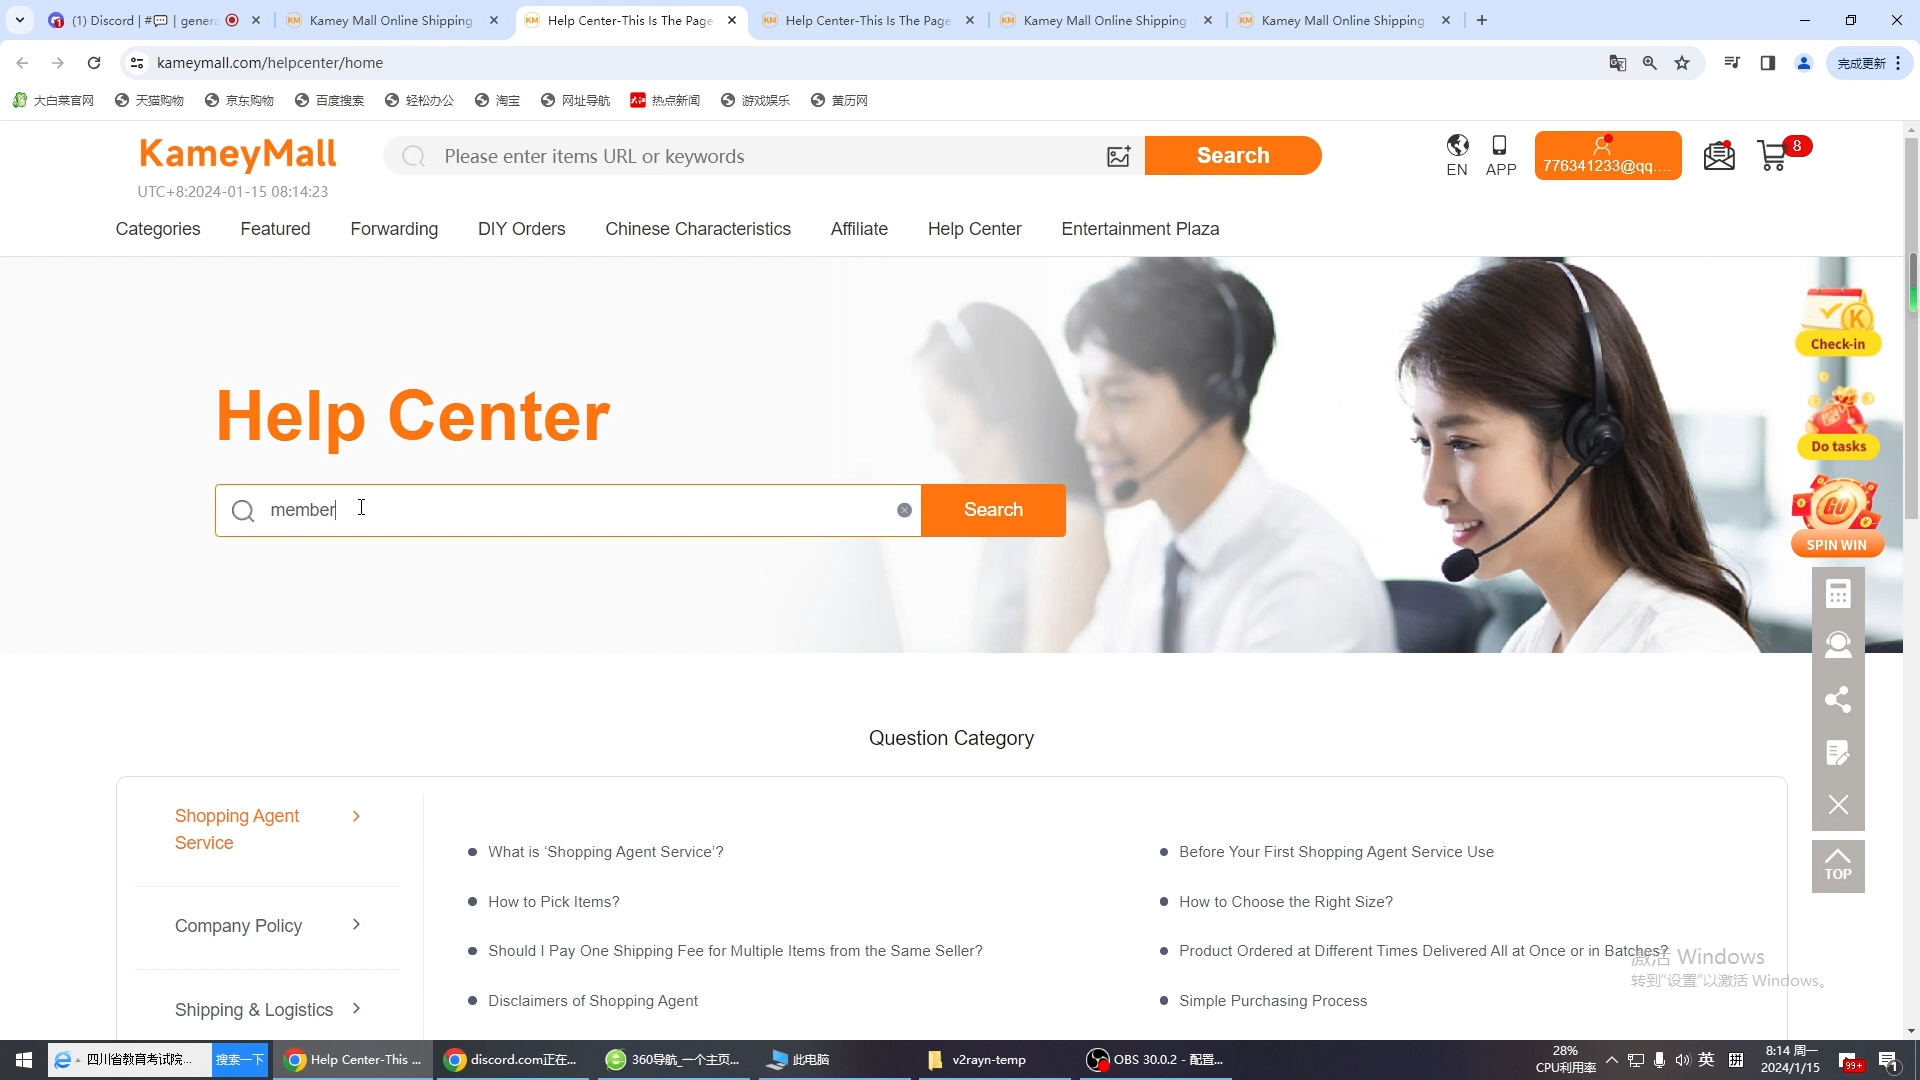 (1) Discord | #💬 | genera
Kamey Mall Online Shipping
Help Center-This Is The Page
Help Center-This Is The Page
Kamey Mall Online Shipping
Kamey Mall Online Shipping
kameymall.com/helpcenter/home
完成更新
大白菜官网
天猫购物
京东购物
百度搜索
轻松办公
淘宝
网址导航
热点新闻
游戏娱乐
黄历网
KameyMall
UTC+8:2024-01-15 08:14:23
Please enter items URL or keywords
Search
EN
APP
776341233@qq....
8
Categories
Featured
Forwarding
DIY Orders
Chinese Characteristics
Affiliate
Help Center
Entertainment Plaza
Help Center
member
Search
K
Check-in
Do tasks
GO
SPIN WIN
Question Category
Shopping Agent
Service
Company Policy
Shipping & Logistics
What is ‘Shopping Agent Service’?
Before Your First Shopping Agent Service Use
How to Pick Items?
How to Choose the Right Size?
Should I Pay One Shipping Fee for Multiple Items from the Same Seller?
Product Ordered at Different Times Delivered All at Once or in Batches?
Disclaimers of Shopping Agent
Simple Purchasing Process
TOP
激活 Windows
转到“设置”以激活 Windows。
四川省教育考试院...
搜索一下
Help Center-This ...
discord.com正在...
360导航_一个主页...
此电脑
v2rayn-temp
OBS 30.0.2 - 配置...
28%
CPU利用率
英
拼
8:14 周一
2024/1/15
99+
1